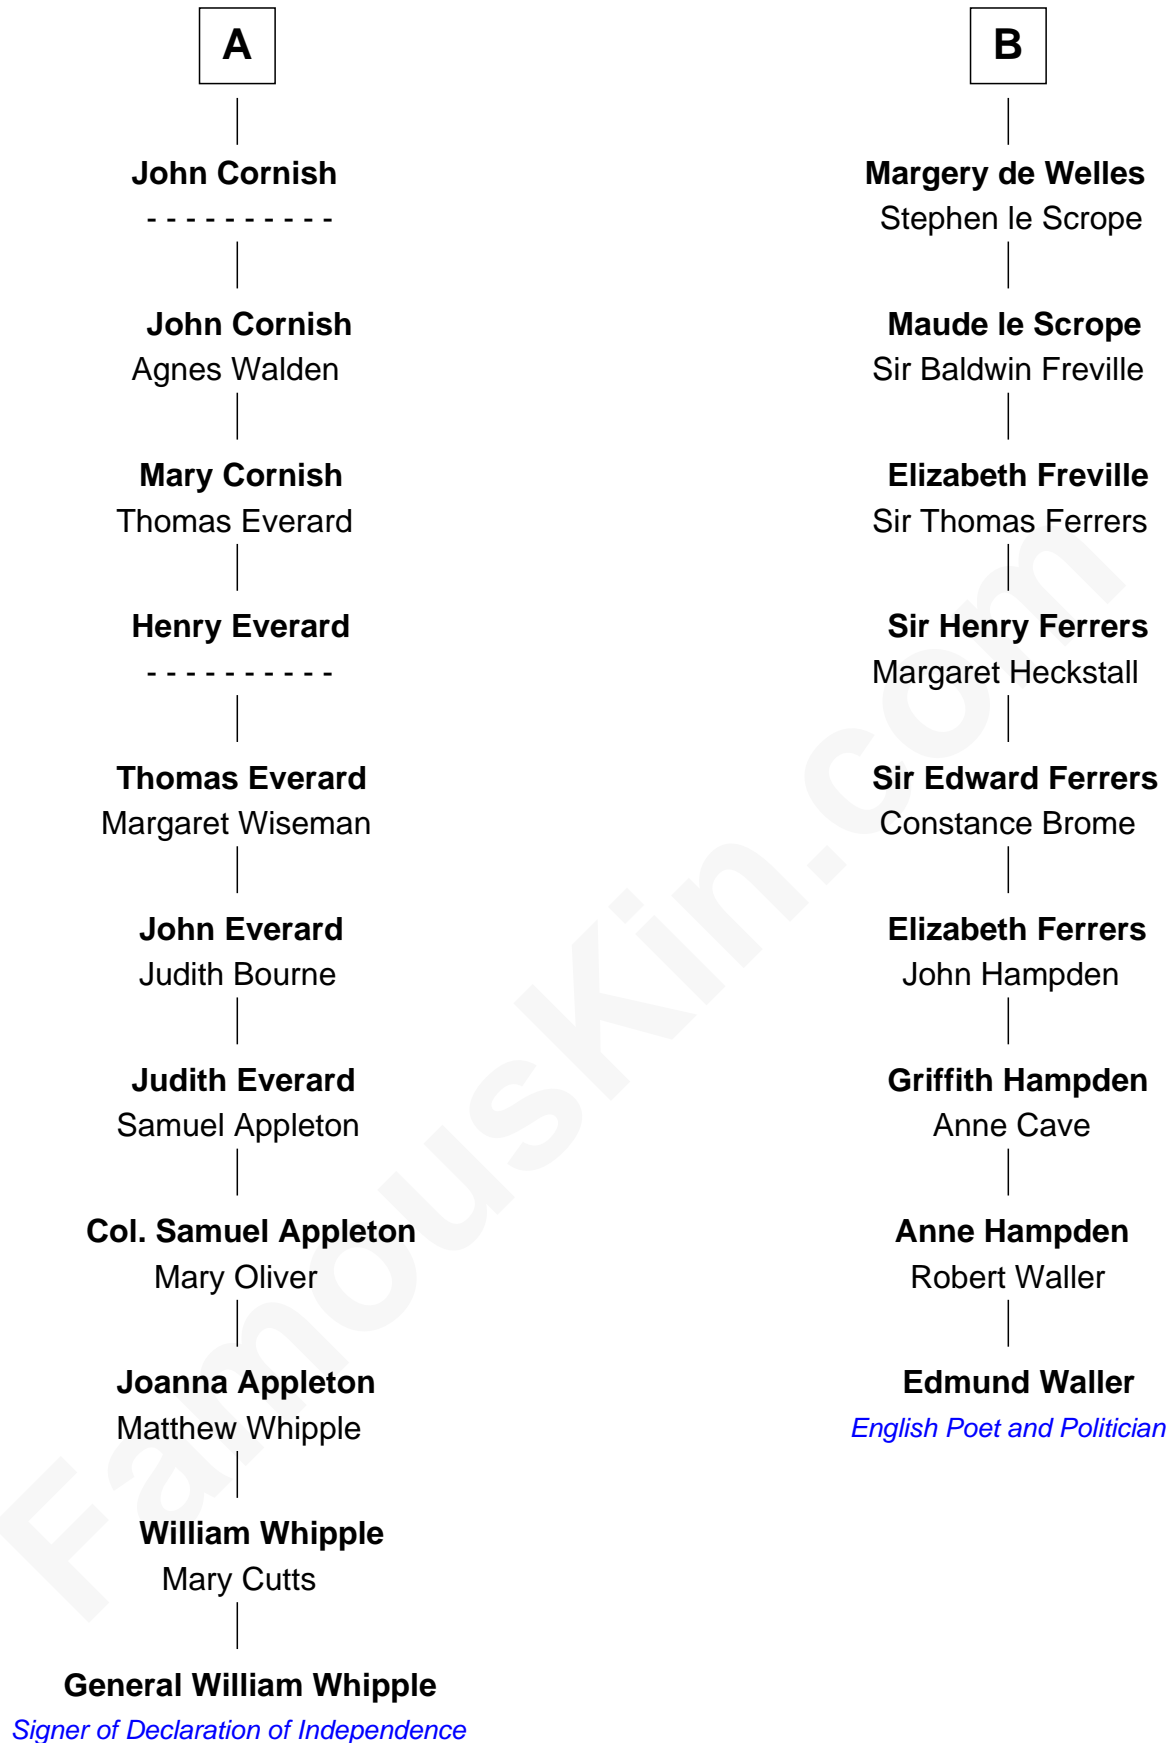 A
John Cornish
- - - - - - - - - -
John Cornish
Agnes Walden
Mary Cornish
Thomas Everard
Henry Everard
- - - - - - - - - -
Thomas Everard
Margaret Wiseman
John Everard
Judith Bourne
Judith Everard
Samuel Appleton
Col. Samuel Appleton
Mary Oliver
Joanna Appleton
Matthew Whipple
William Whipple
Mary Cutts
General William Whipple
Signer of Declaration of Independence
B
Margery de Welles
Stephen le Scrope
Maude le Scrope
Sir Baldwin Freville
Elizabeth Freville
Sir Thomas Ferrers
Sir Henry Ferrers
Margaret Heckstall
Sir Edward Ferrers
Constance Brome
Elizabeth Ferrers
John Hampden
Griffith Hampden
Anne Cave
Anne Hampden
Robert Waller
Edmund Waller
English Poet and Politician
FamousKin.com